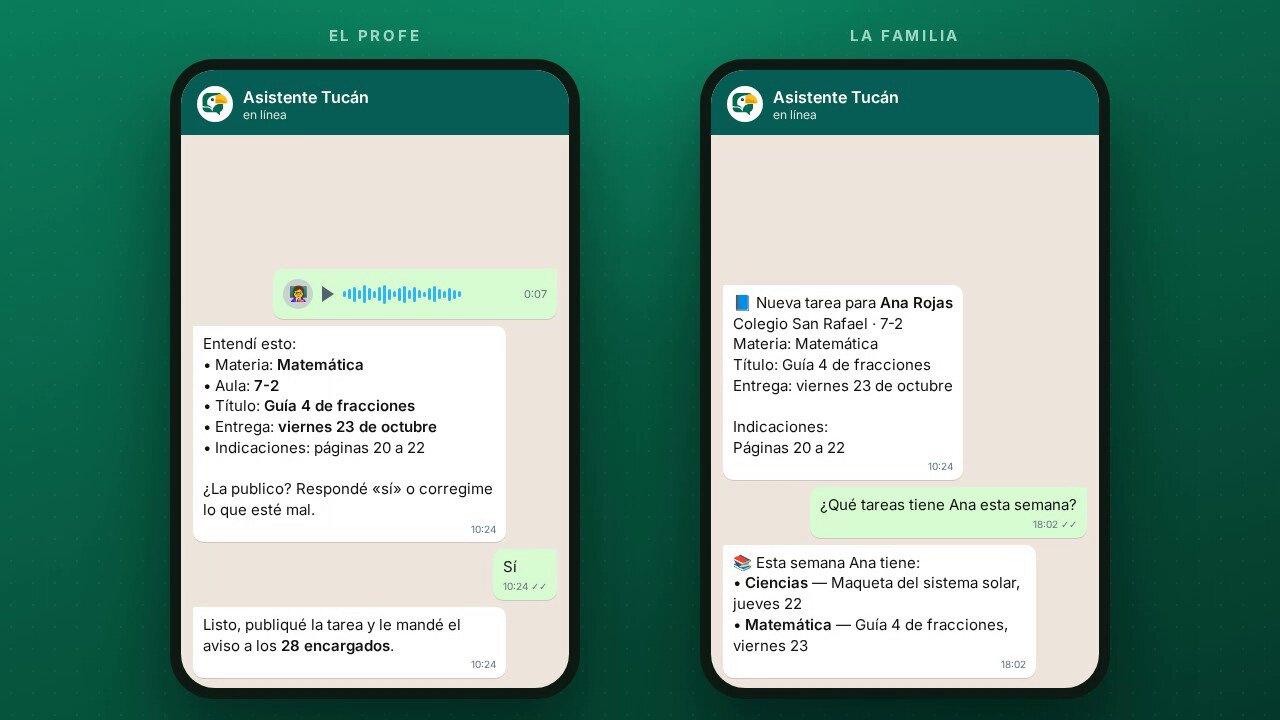 EL PROFE
Asistente Tucán
en línea
0:07
Entendí esto:
• Materia: Matemática
• Aula: 7-2
• Título: Guía 4 de fracciones
• Entrega: viernes 23 de octubre
• Indicaciones: páginas 20 a 22
¿La publico? Respondé «sí» o corregime
lo que esté mal.
10:24
Sí
10:24 ✓✓
Listo, publiqué la tarea y le mandé el
aviso a los 28 encargados.
10:24
LA FAMILIA
Asistente Tucán
en línea
📘 Nueva tarea para Ana Rojas
Colegio San Rafael · 7-2
Materia: Matemática
Título: Guía 4 de fracciones
Entrega: viernes 23 de octubre
Indicaciones:
Páginas 20 a 22
10:24
¿Qué tareas tiene Ana esta semana?
18:02 ✓✓
📚 Esta semana Ana tiene:
• Ciencias — Maqueta del sistema solar,
jueves 22
• Matemática — Guía 4 de fracciones,
viernes 23
18:02